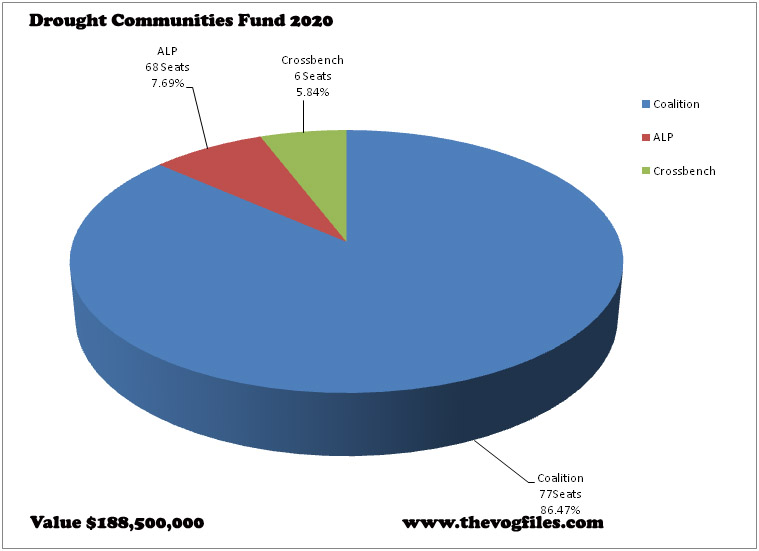 Drought Communities Fund 2020
ALP
68 Seats
7.69%
Crossbench
6 Seats
5.84%
Coalition
ALP
Crossbench
Coalition
77Seats
86.47%
Value $188,500,000
www.thevogfiles.com